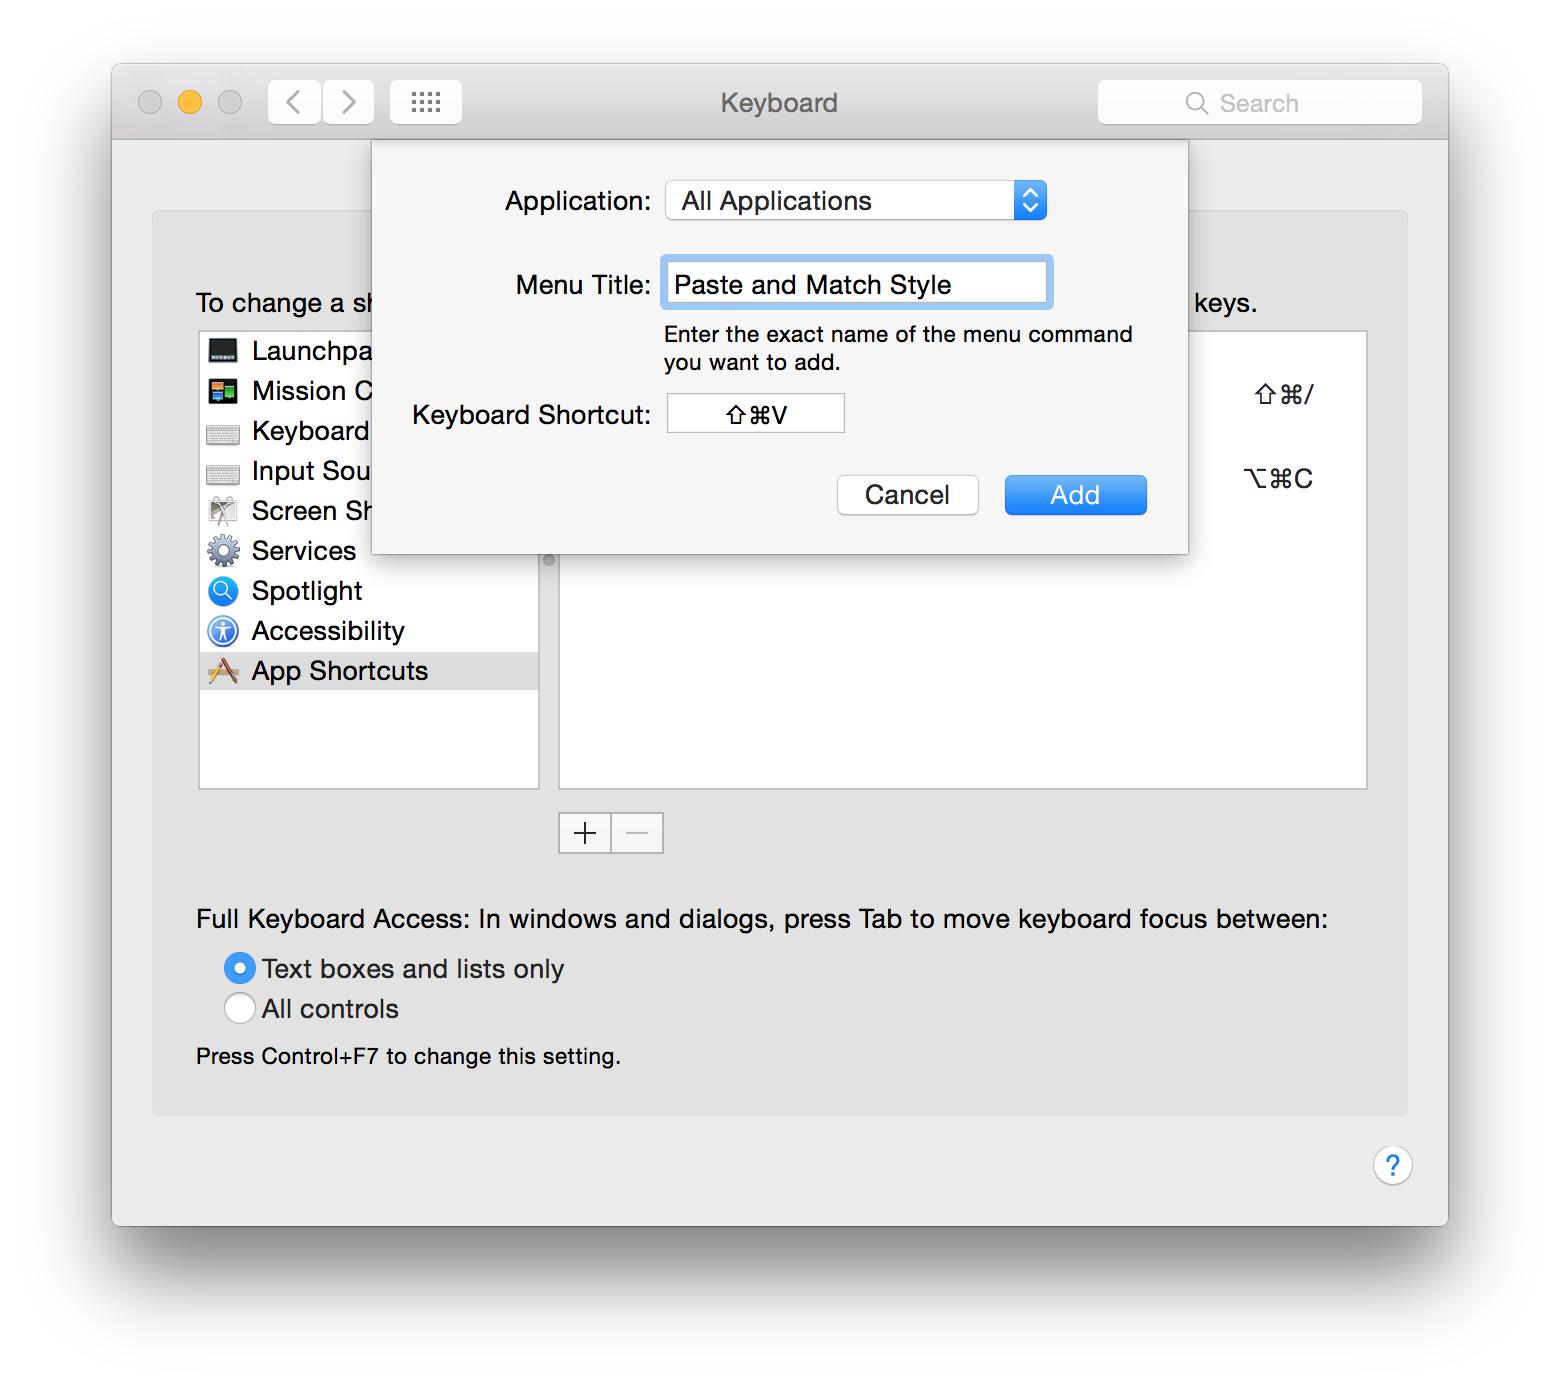 Keyboard
Search
Application: All Applications
Menu Title: Paste and Match Style
Enter the exact name of the menu command
you want to add.
Keyboard Shortcut: ⇧⌘V
Cancel Add
To change a sh keys.
Launchpa
Mission C ⇧⌘/
Keyboard
Input Sou ⌥⌘C
Screen Sh
Services
Spotlight
Accessibility
App Shortcuts
Full Keyboard Access: In windows and dialogs, press Tab to move keyboard focus between:
Text boxes and lists only
All controls
Press Control+F7 to change this setting.
?